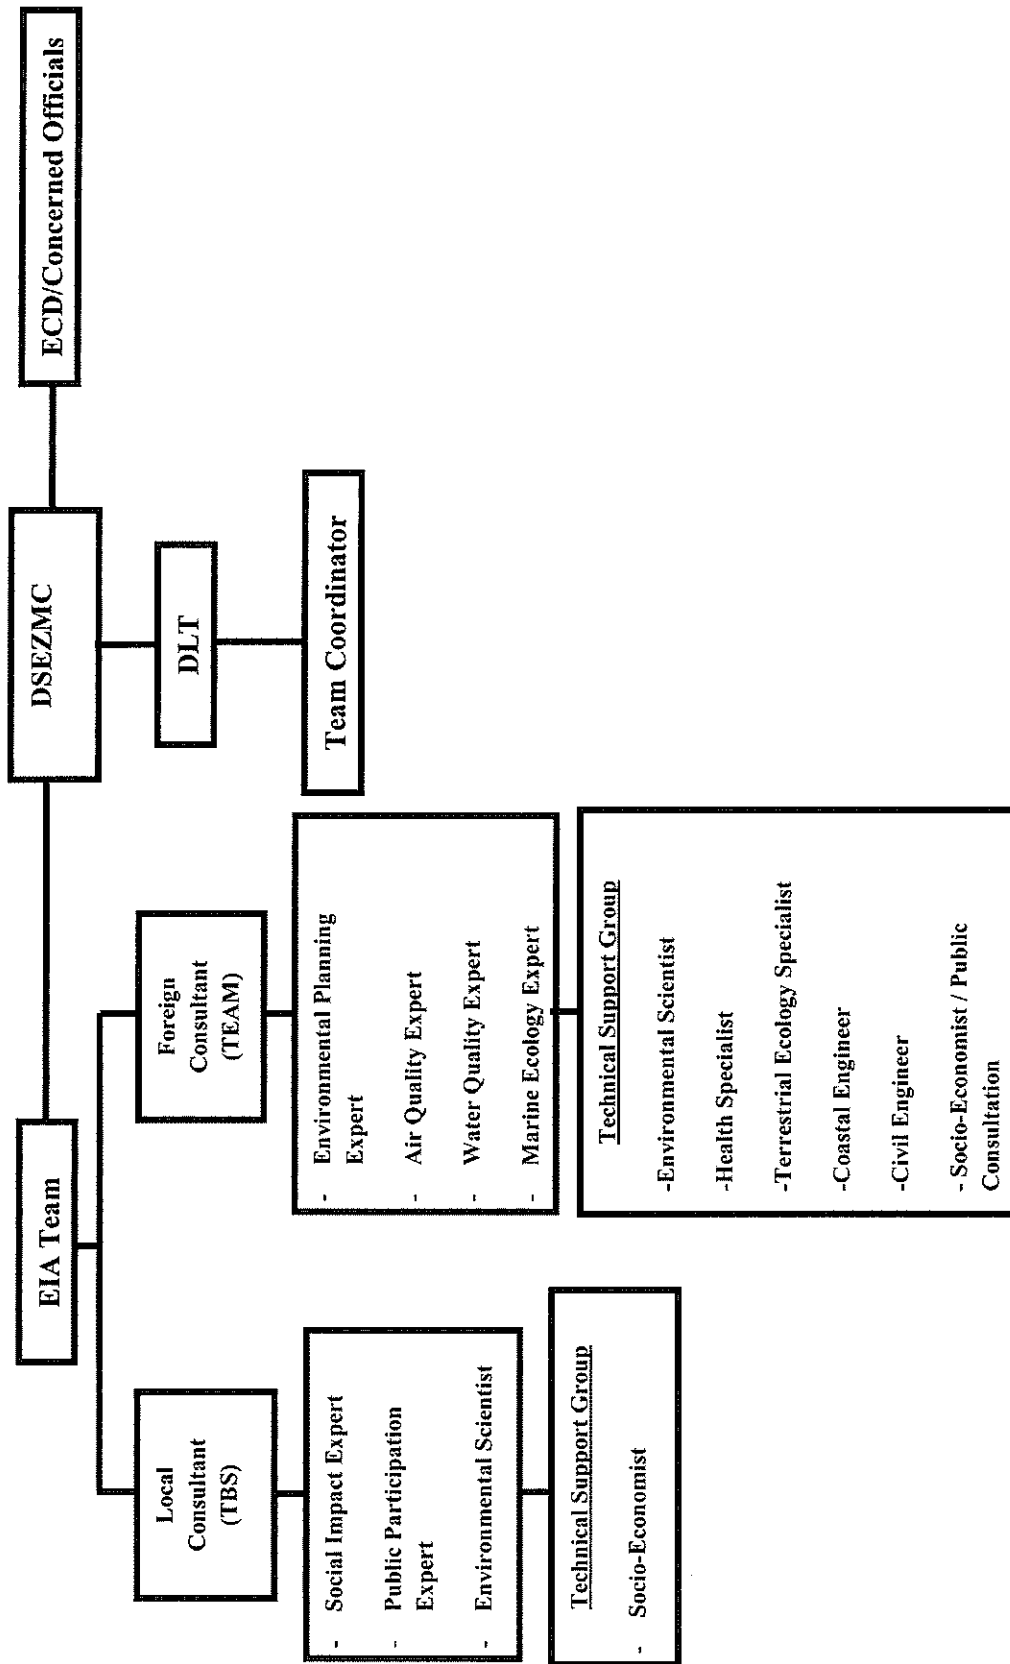 EIA Team
DSEZMC
ECD/Concerned Officials
Local
Consultant
(TBS)
Foreign
Consultant
(TEAM)
DLT
Team Coordinator
- Social Impact Expert
- Public Participation
Expert
- Environmental Scientist
- Environmental Planning
Expert
- Air Quality Expert
- Water Quality Expert
- Marine Ecology Expert
Technical Support Group
- Socio-Economist
Technical Support Group
-Environmental Scientist
-Health Specialist
-Terrestrial Ecology Specialist
-Coastal Engineer
-Civil Engineer
- Socio-Economist / Public
Consultation